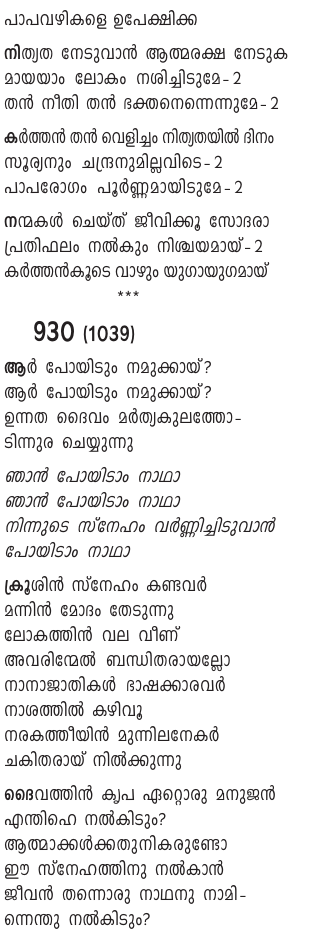 പാപവഴികളെ ഉപേക്ഷിക്ക
നിത്യത നേടുവാൻ ആത്മരക്ഷ നേടുക
മായയാം ലോകം നശിച്ചിടുമേ-2
തൻ നീതി തൻ ഭക്തനെന്നെന്നുമേ-2
കർത്തൻ തൻ വെളിച്ചം നിത്യതയിൽ ദിനം
സൂര്യനും ചന്ദ്രനുമില്ലവിടെ-2
പാപരോഗം പൂർണ്ണമായിടുമേ-2
നന്മകൾ ചെയ്ത് ജീവിക്കൂ സോദരാ
പ്രതിഫലം നൽകും നിശ്ചയമായ്-2
കർത്തൻകൂടെ വാഴും യുഗായുഗമായ്
***
930 (1039)
ആർ പോയിടും നമുക്കായ്?
ആർ പോയിടും നമുക്കായ്?
ഉന്നത ദൈവം മർത്യകുലത്തോ-
ടിന്നുര ചെയ്യുന്നു
ഞാൻ പോയിടാം നാഥാ
ഞാൻ പോയിടാം നാഥാ
നിന്നുടെ സ്നേഹം വർണ്ണിച്ചിടുവാൻ
പോയിടാം നാഥാ
ക്രൂശിൻ സ്നേഹം കണ്ടവർ
മന്നിൻ മോദം തേടുന്നു
ലോകത്തിൻ വല വീണ്
അവരിന്മേൽ ബന്ധിതരായല്ലോ
നാനാജാതികൾ ഭാഷക്കാരവർ
നാശത്തിൽ കഴിവൂ
നരകത്തീയിൻ മുന്നിലനേകർ
ചകിതരായ് നിൽക്കുന്നു
ദൈവത്തിൻ കൃപ ഏറ്റൊരു മനുജൻ
എന്തിഹെ നൽകിടും?
ആത്മാക്കൾക്കതുനികരുണ്ടോ
ഈ സ്നേഹത്തിനു നൽകാൻ
ജീവൻ തന്നൊരു നാഥനു നാമി-
ന്നെന്തു നൽകിടും?